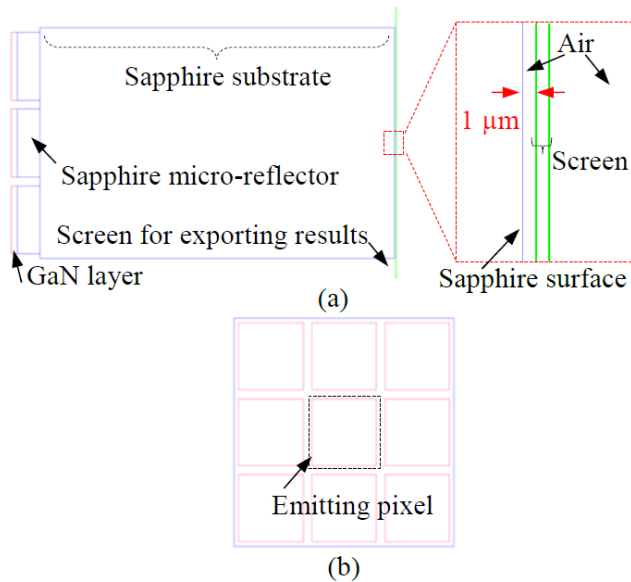 Sapphire substrate
Air
1 μm
Screen
Sapphire micro-reflector
Screen for exporting results
GaN layer
Sapphire surface
(a)
Emitting pixel
(b)